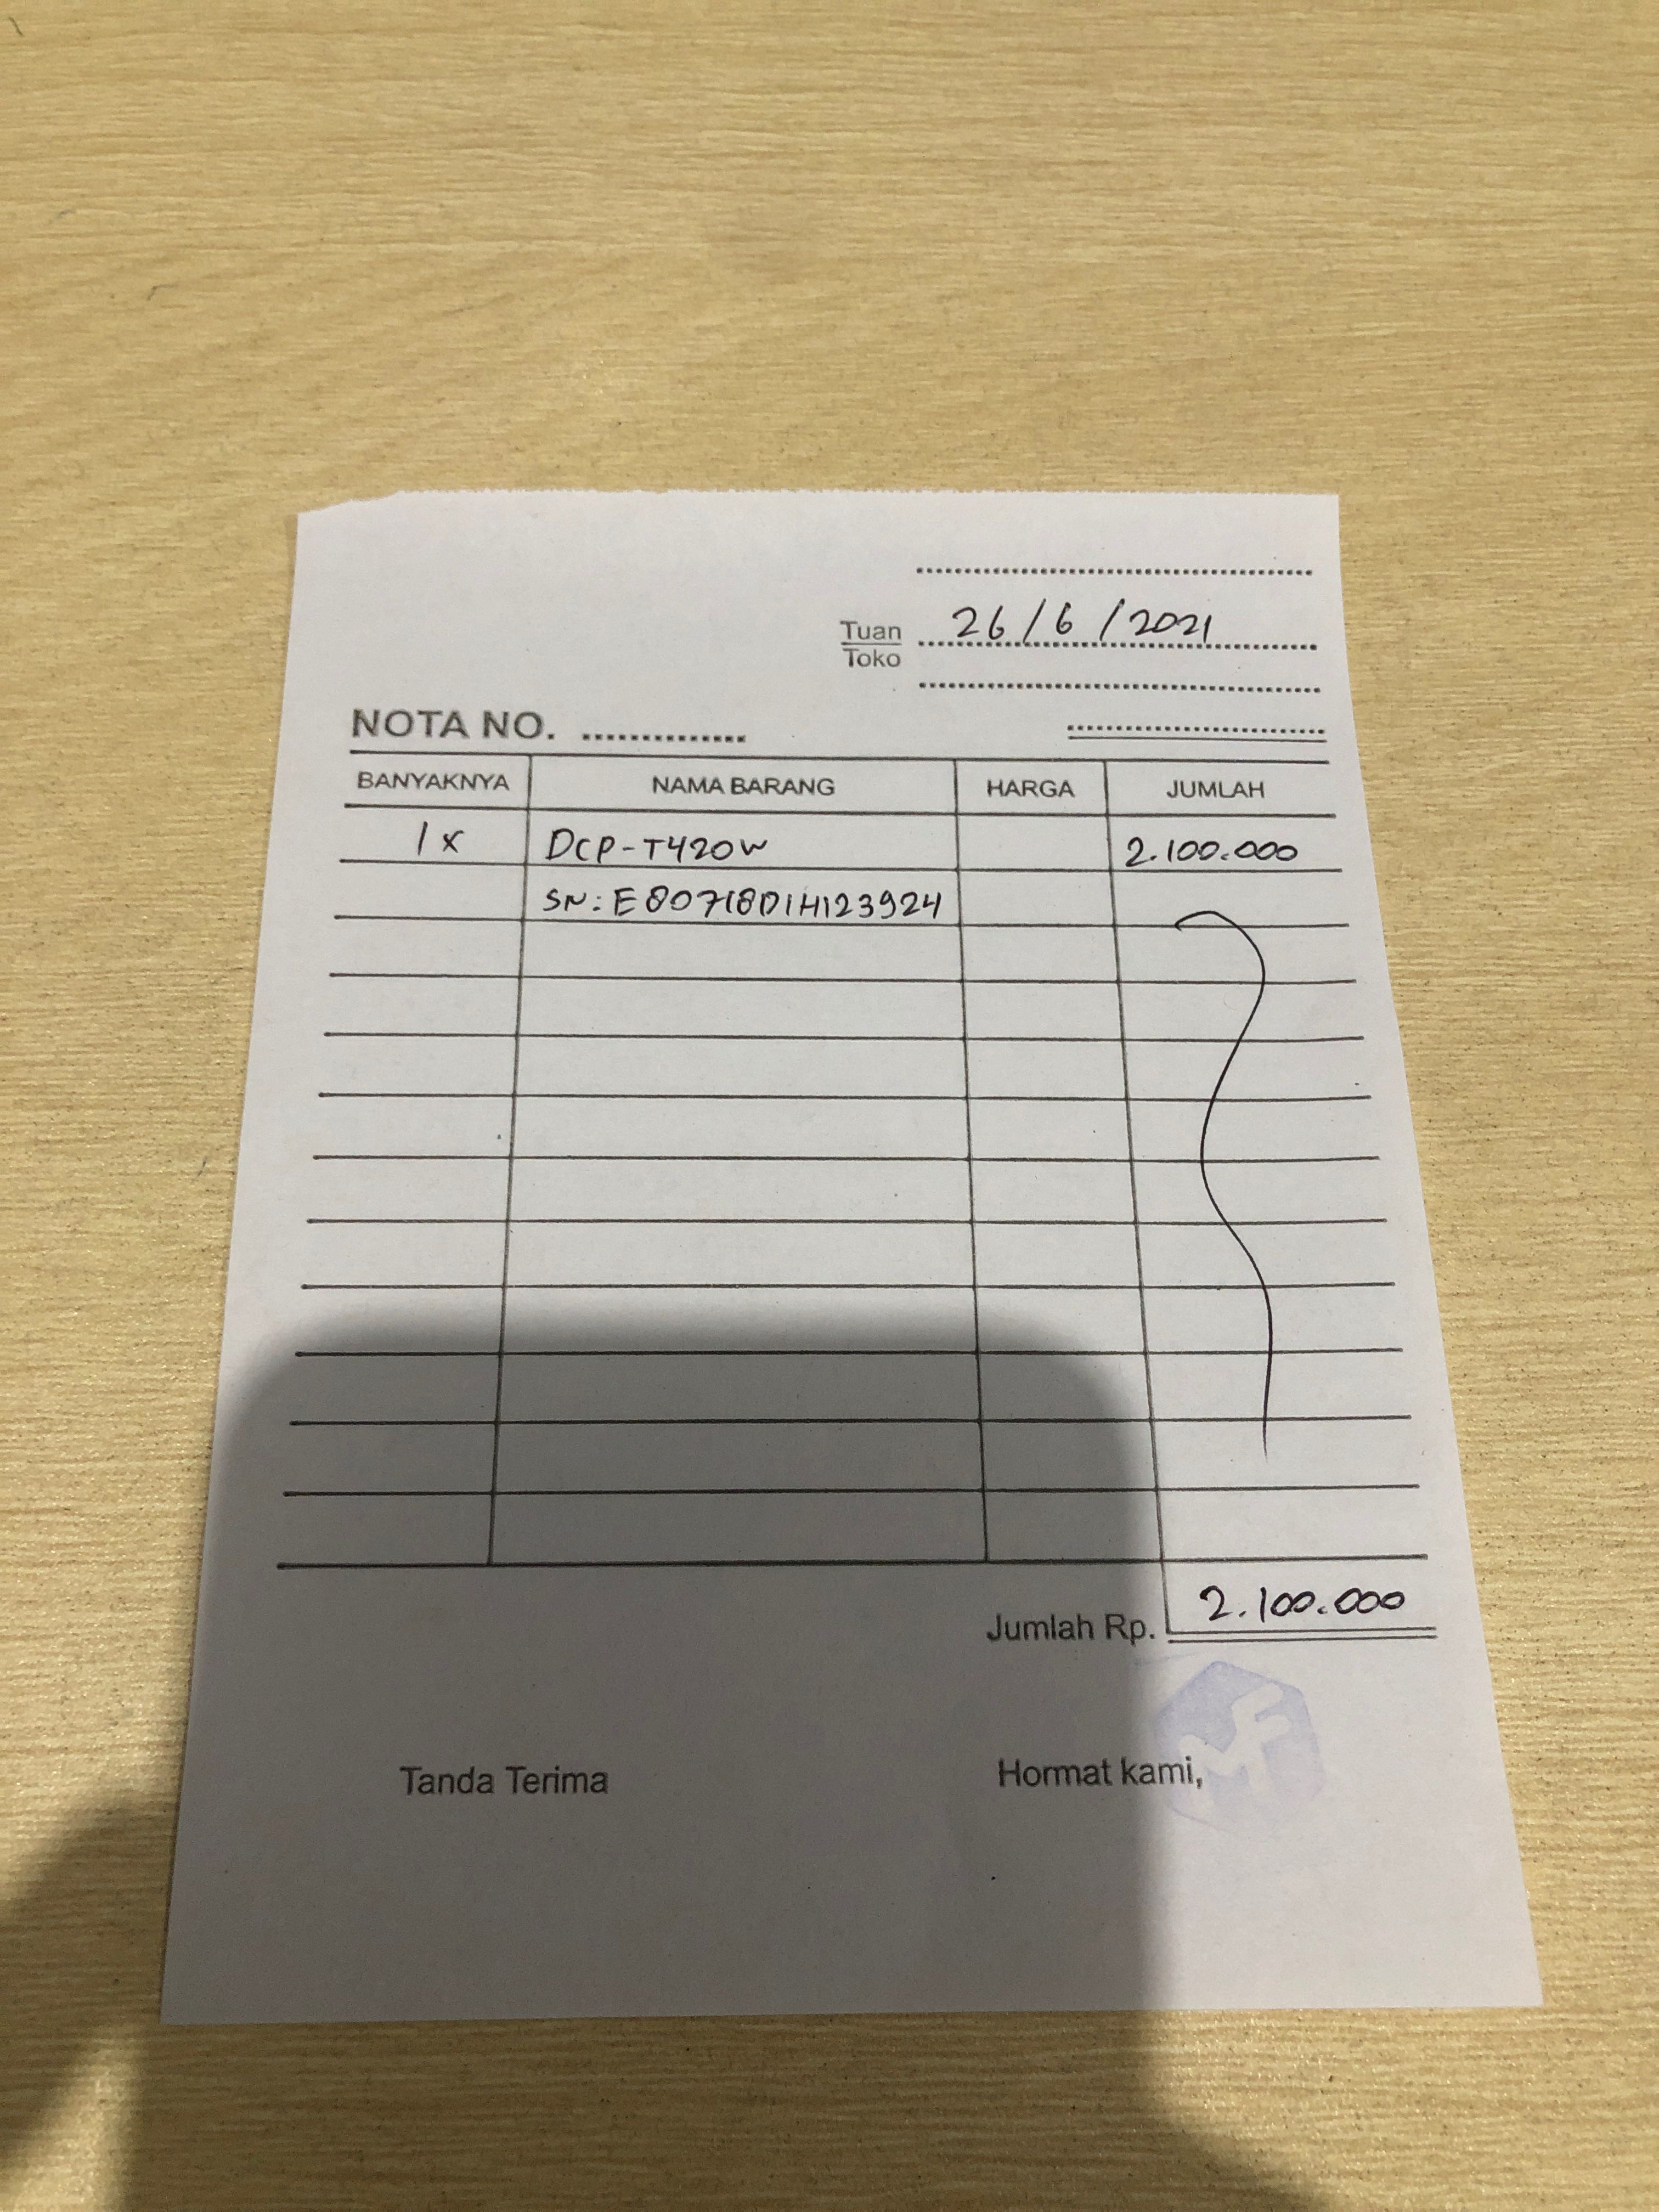 Tuan 26/6/2021
Toko
NOTA NO.
BANYAKNYA NAMA BARANG HARGA JUMLAH
1x DCP-T420W 2.100.000
SN: E80718D1H123924
Jumlah Rp. 2.100.000
Tanda Terima Hormat kami,
MF